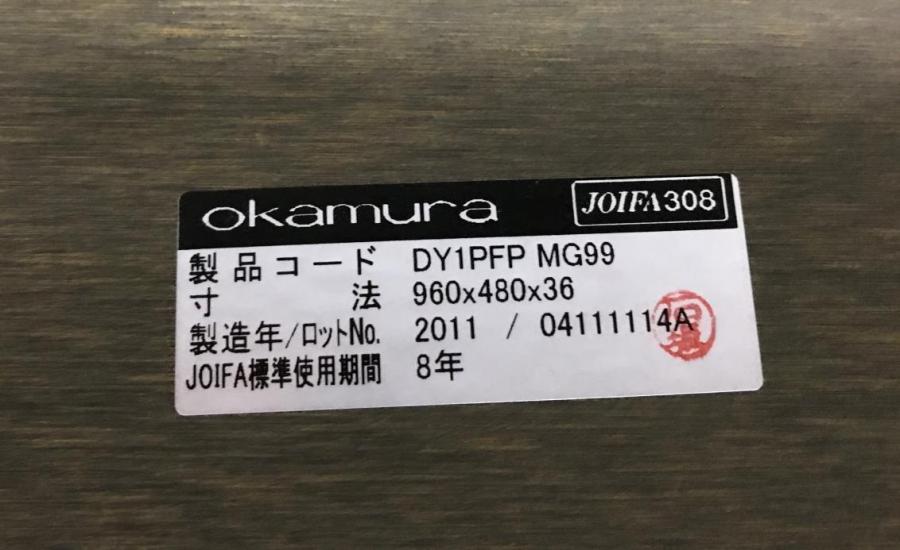 okamura JOIFA308
製品コード DY1PFP MG99
寸法 960x480x36
製造年/ロットNo. 2011 / 04111114A
JOIFA標準使用期間 8年